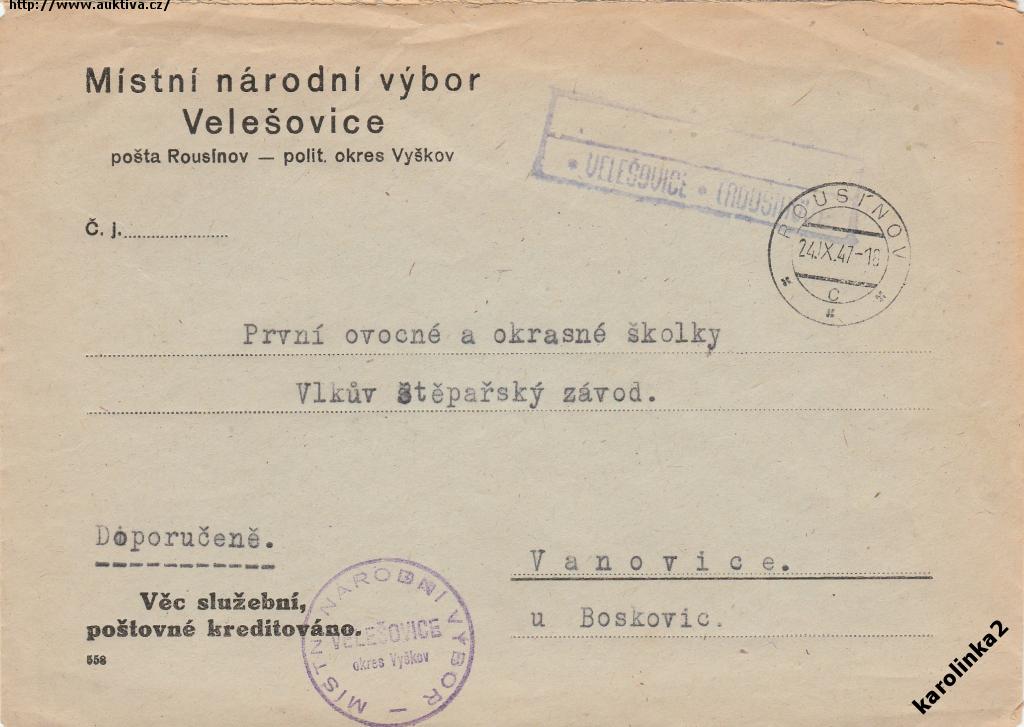 http://www.auktiva.cz/
Místní národní výbor
Velešovice
pošta Rousínov — polit. okres Vyškov
• VELEŠOVICE •
ROUSÍNOV
24.IX.47-18
C
Č. j.
První ovocné a okrasné školky
Vlkův štěpařský závod.
Doporučeně.
Vanovice.
u Boskovic.
Věc služební,
poštovné kreditováno.
558
MÍSTNÍ NÁRODNÍ VÝBOR —
VELEŠOVICE
okres Vyškov
karolinka2